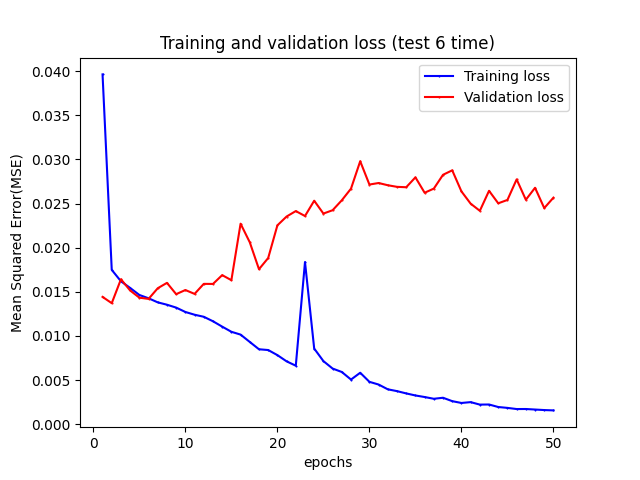 Training and validation loss (test 6 time)
Training loss
Validation loss
Mean Squared Error(MSE)
0.040
0.035
0.030
0.025
0.020
0.015
0.010
0.005
0.000
0 10 20 30 40 50
epochs